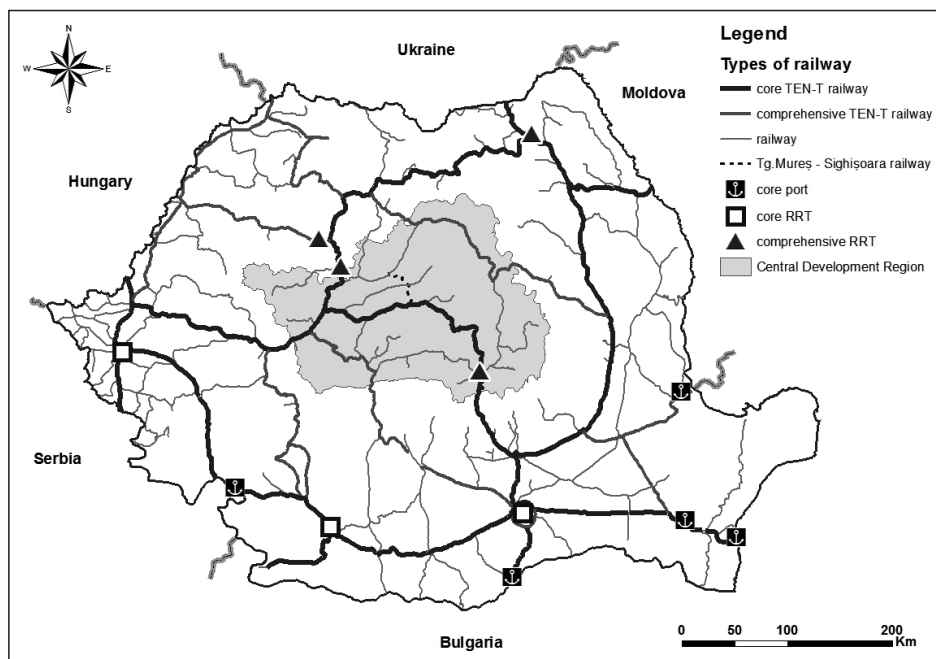 N
W E
S
Ukraine
Moldova
Hungary
Serbia
Bulgaria
Legend
Types of railway
core TEN-T railway
comprehensive TEN-T railway
railway
Tg.Mureș - Sighișoara railway
core port
core RRT
comprehensive RRT
Central Development Region
0 50 100 200
Km